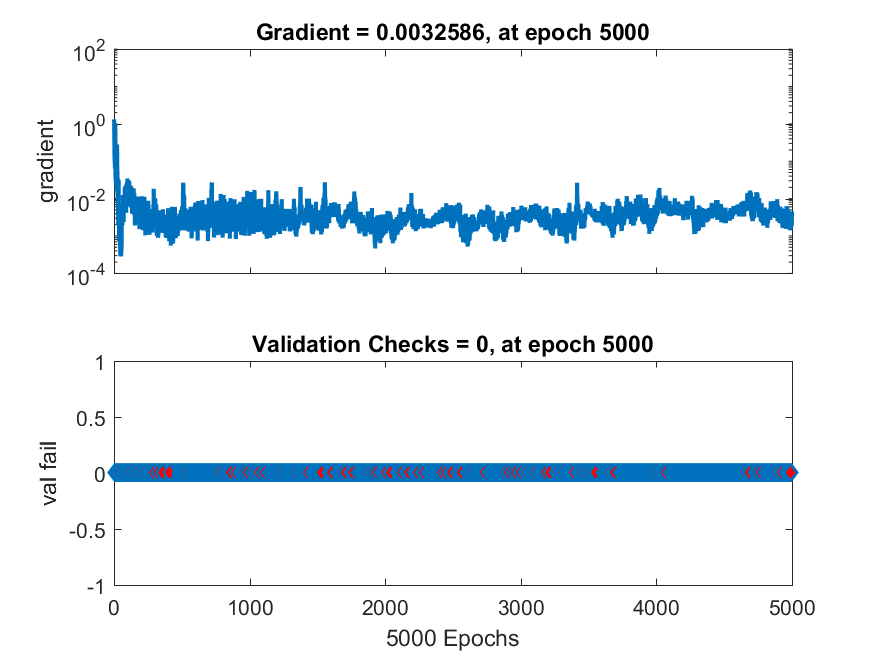 Gradient = 0.0032586, at epoch 5000
10^2
10^0
10^-2
10^-4
gradient
Validation Checks = 0, at epoch 5000
1
0.5
0
-0.5
-1
val fail
0 1000 2000 3000 4000 5000
5000 Epochs